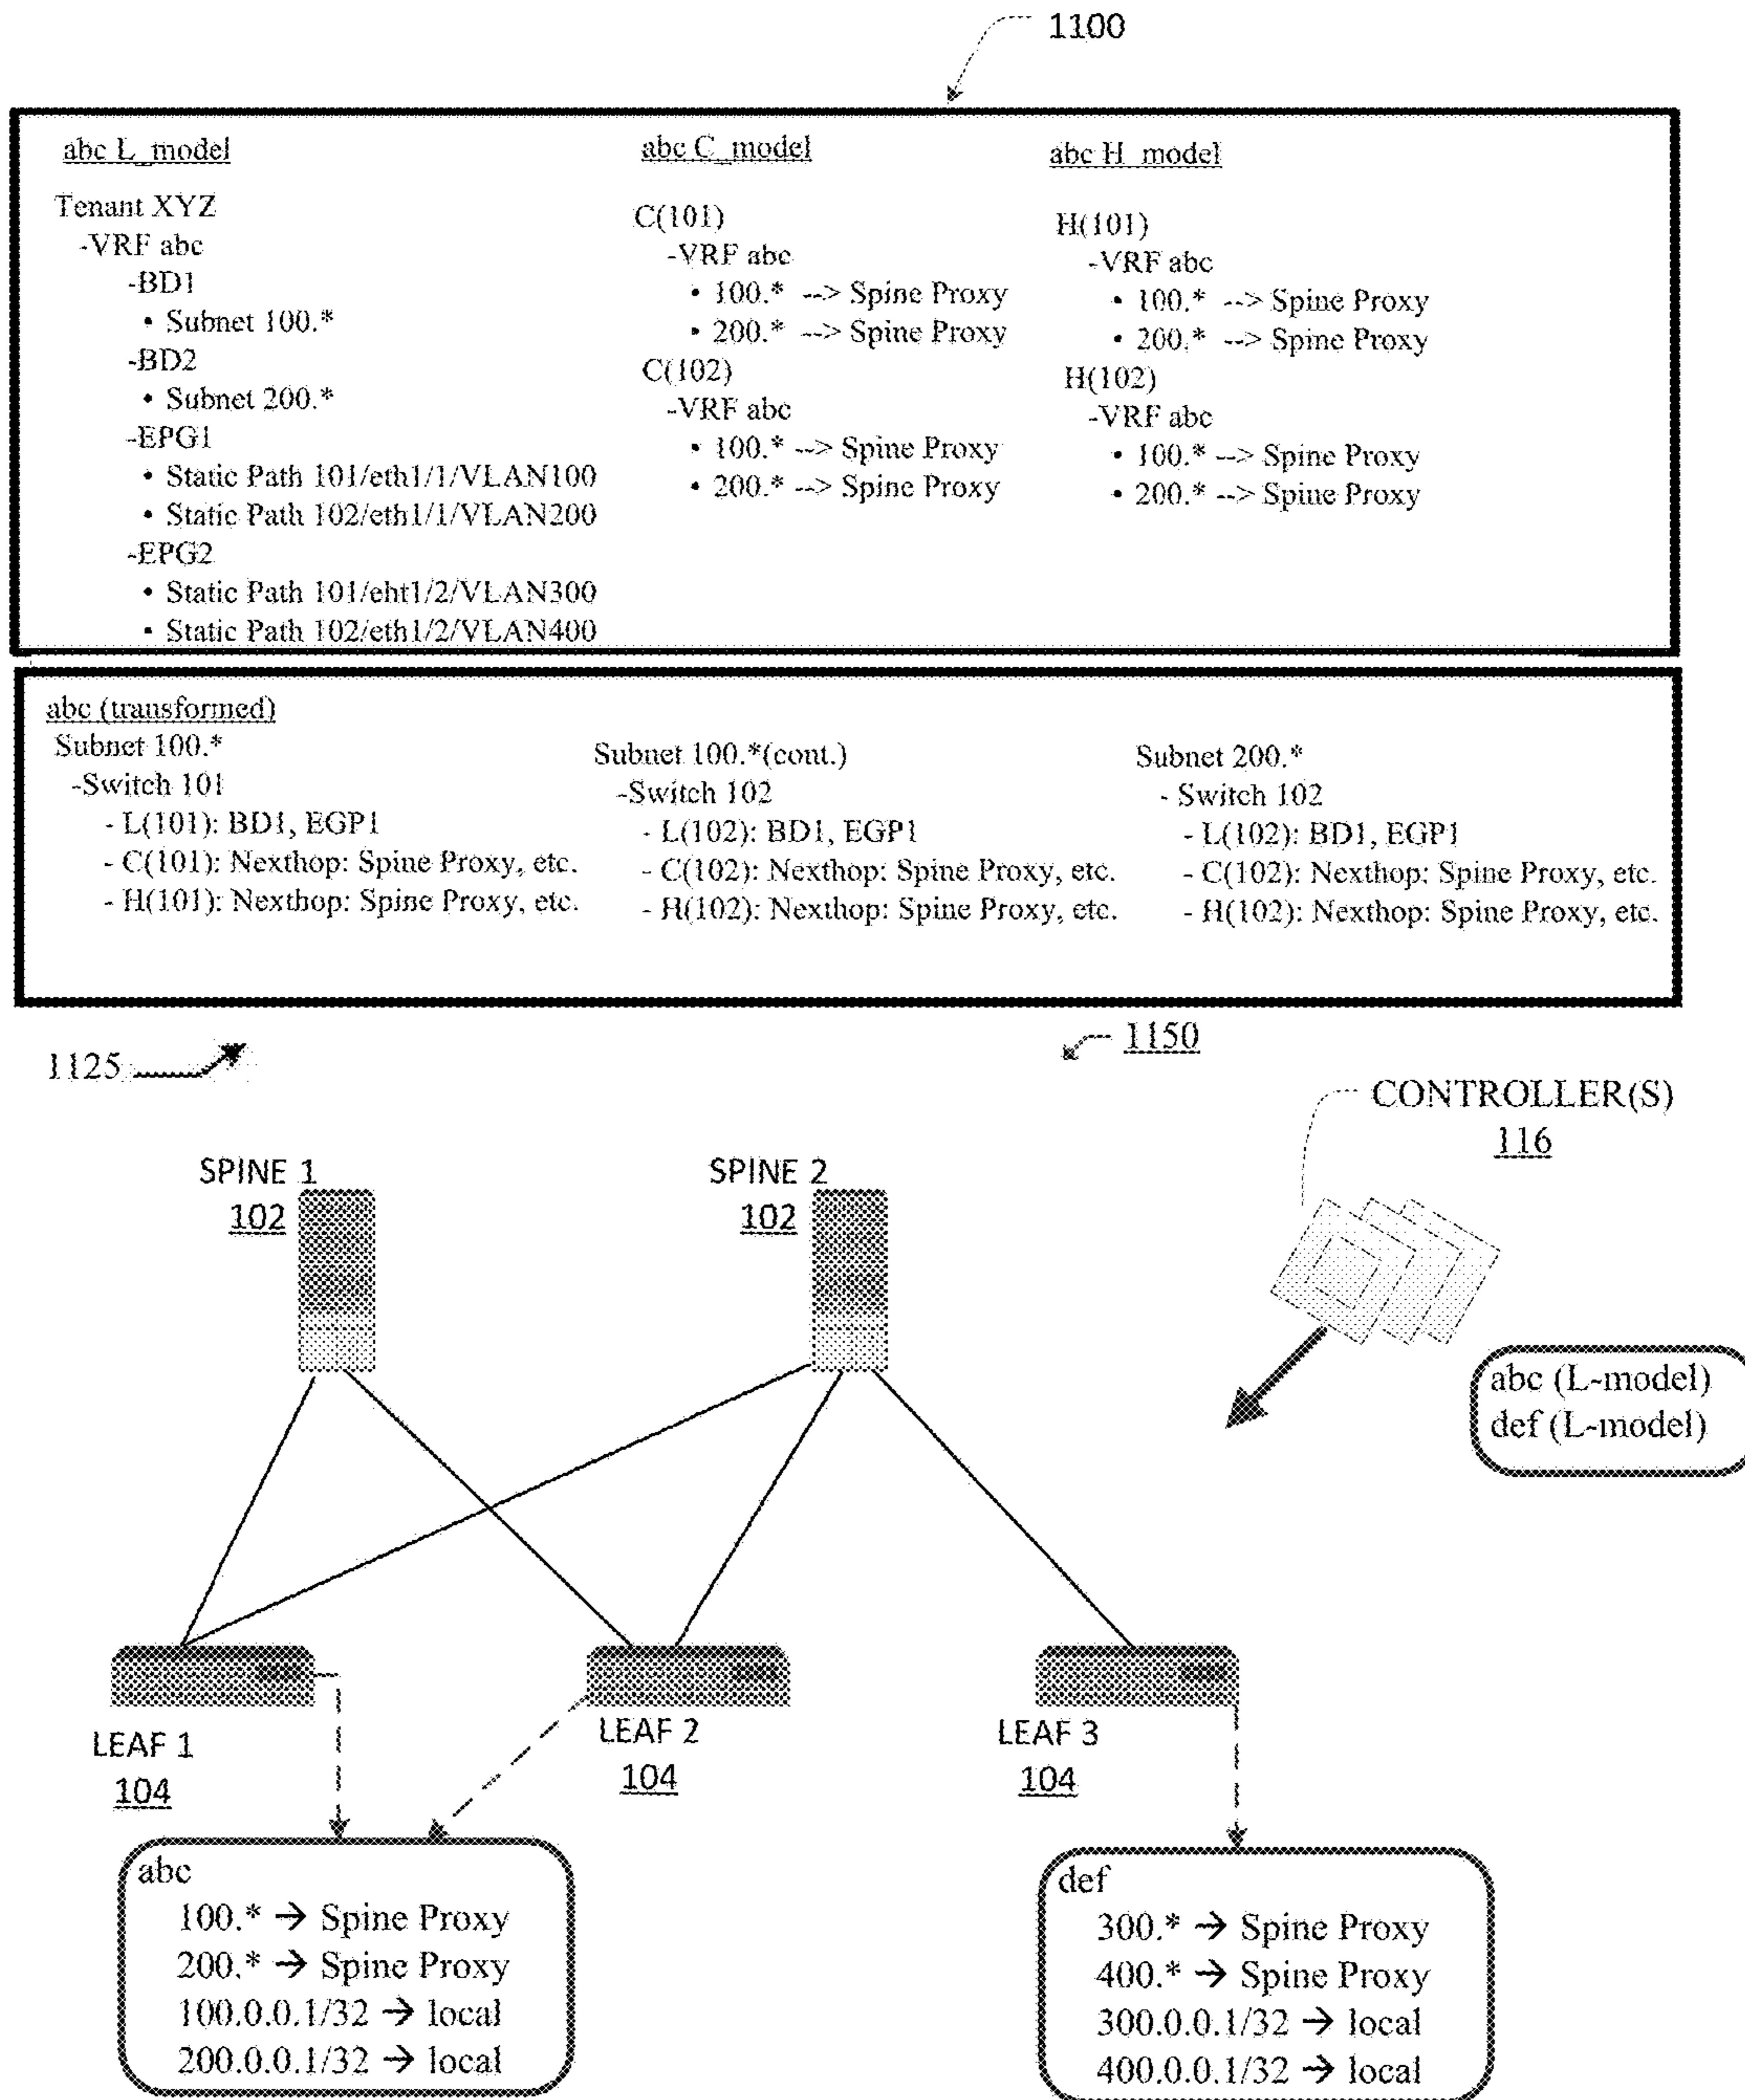 1100
abc L_model
Tenant XYZ
-VRF abc
-BD1
• Subnet 100.*
-BD2
• Subnet 200.*
-EPG1
• Static Path 101/eth1/1/VLAN100
• Static Path 102/eth1/1/VLAN200
-EPG2
• Static Path 101/eht1/2/VLAN300
• Static Path 102/eth1/2/VLAN400
abc C_model
C(101)
-VRF abc
• 100.* --> Spine Proxy
• 200.* --> Spine Proxy
C(102)
-VRF abc
• 100.* --> Spine Proxy
• 200.* --> Spine Proxy
abc H_model
H(101)
-VRF abc
• 100.* --> Spine Proxy
• 200.* --> Spine Proxy
H(102)
-VRF abc
• 100.* --> Spine Proxy
• 200.* --> Spine Proxy
abc (transformed)
Subnet 100.*
-Switch 101
- L(101): BD1, EGP1
- C(101): Nexthop: Spine Proxy, etc.
- H(101): Nexthop: Spine Proxy, etc.
Subnet 100.*(cont.)
-Switch 102
- L(102): BD1, EGP1
- C(102): Nexthop: Spine Proxy, etc.
- H(102): Nexthop: Spine Proxy, etc.
Subnet 200.*
- Switch 102
- L(102): BD1, EGP1
- C(102): Nexthop: Spine Proxy, etc.
- H(102): Nexthop: Spine Proxy, etc.
1125
1150
CONTROLLER(S)
116
SPINE 1
102
SPINE 2
102
abc (L-model)
def (L-model)
LEAF 1
104
LEAF 2
104
LEAF 3
104
abc
100.* → Spine Proxy
200.* → Spine Proxy
100.0.0.1/32 → local
200.0.0.1/32 → local
def
300.* → Spine Proxy
400.* → Spine Proxy
300.0.0.1/32 → local
400.0.0.1/32 → local